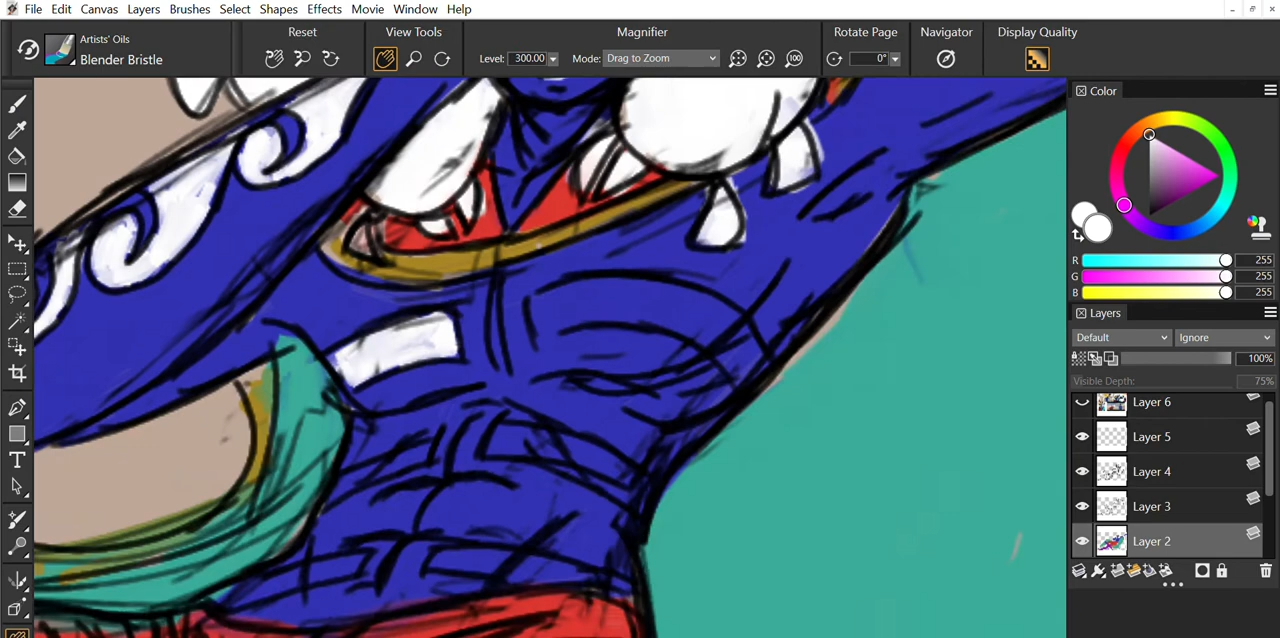 File Edit Canvas Layers Brushes Select Shapes Effects Movie Window Help
Artists' Oils
Blender Bristle
Reset
View Tools
Magnifier
Rotate Page
Navigator
Display Quality
Level: 300.00
Mode: Drag to Zoom
100
0°
Color
R 255
G 255
B 255
Layers
Default
Ignore
100%
Visible Depth: 75%
Layer 6
Layer 5
Layer 4
Layer 3
Layer 2